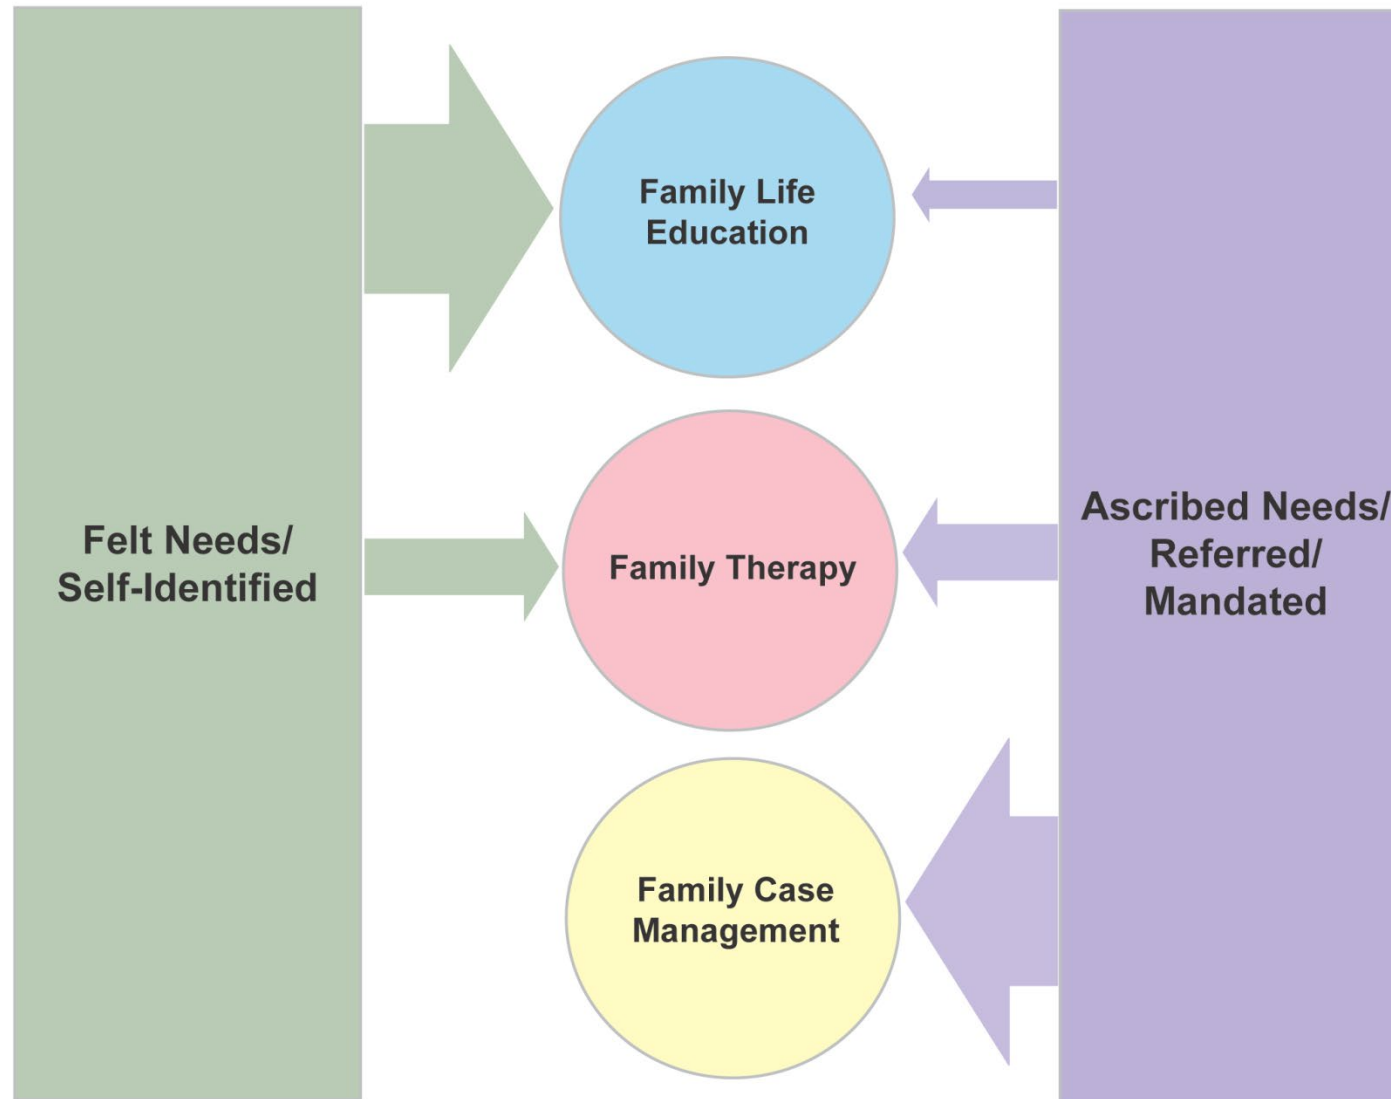 Family Life
Education
Felt Needs/
Self-Identified
Family Therapy
Ascribed Needs/
Referred/
Mandated
Family Case
Management